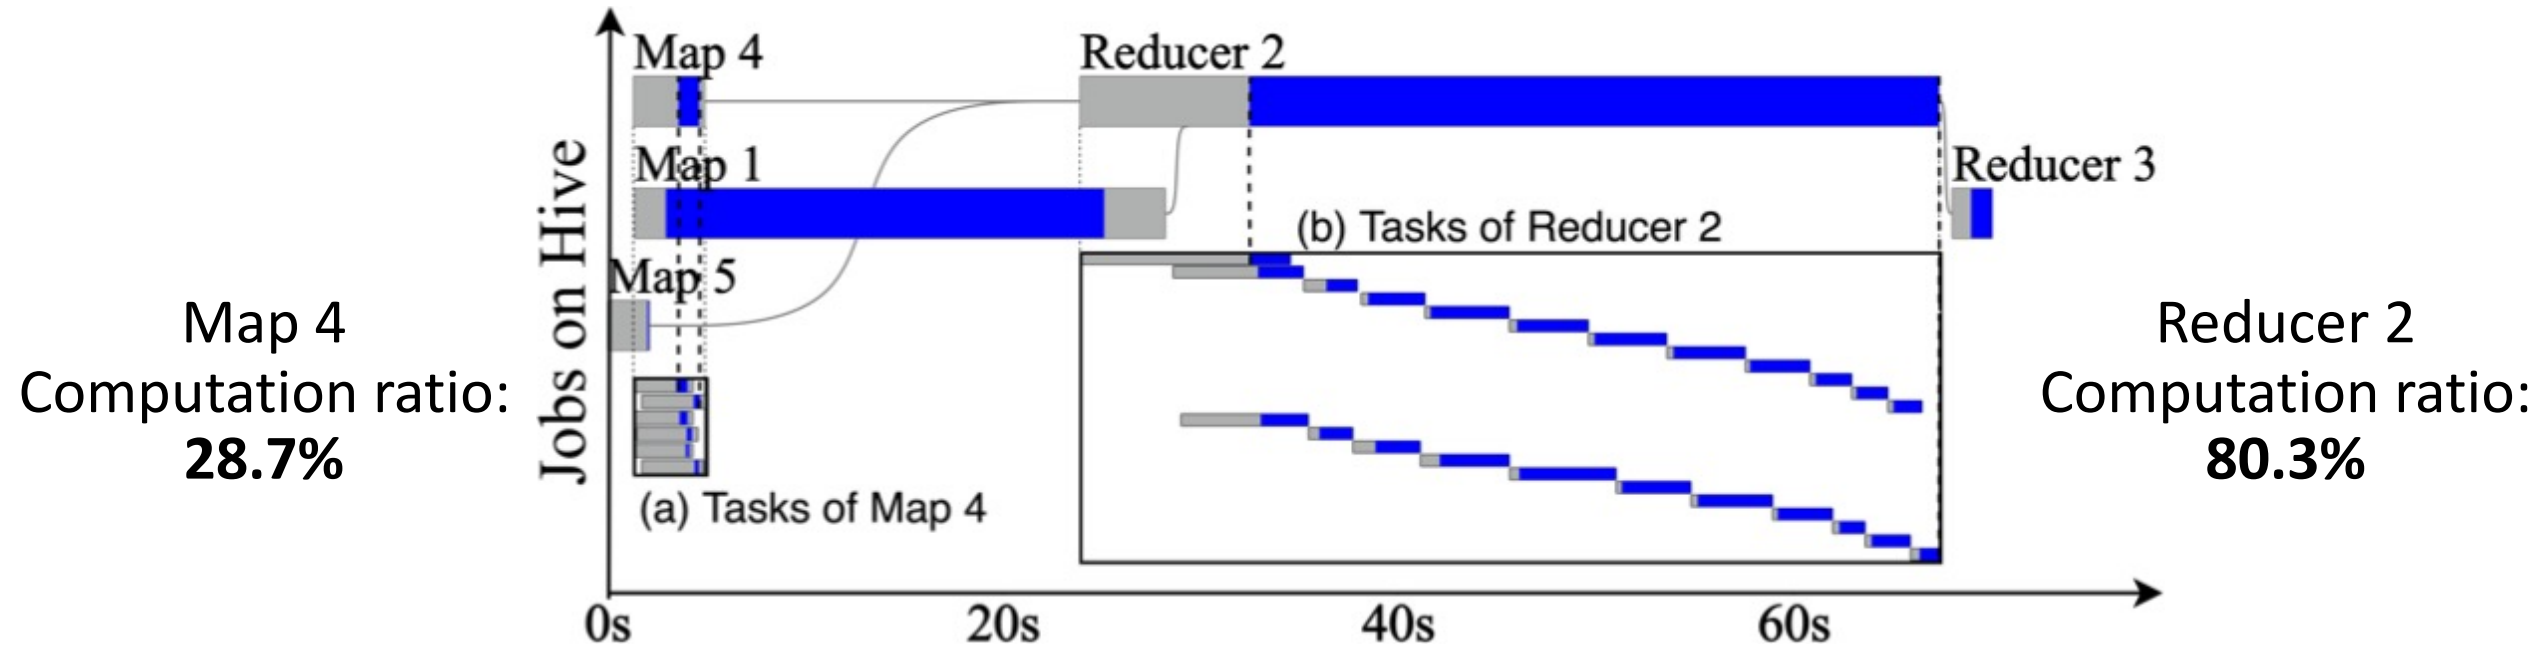 Map 4
Computation ratio:
28.7%
Jobs on Hive
Map 4
Reducer 2
Map 1
Reducer 3
(b) Tasks of Reducer 2
Map 5
(a) Tasks of Map 4
0s
20s
40s
60s
Reducer 2
Computation ratio:
80.3%